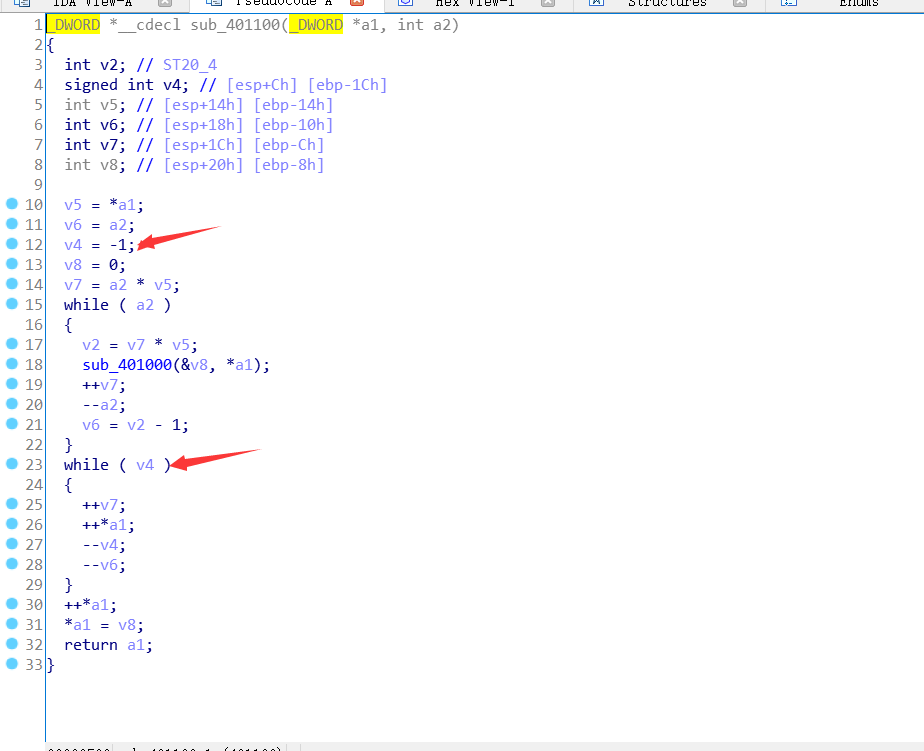 IDA View-A Pseudocode A Hex View-1 Structures Enums
1 _DWORD *__cdecl sub_401100(_DWORD *a1, int a2)
2 {
3 int v2; // ST20_4
4 signed int v4; // [esp+Ch] [ebp-1Ch]
5 int v5; // [esp+14h] [ebp-14h]
6 int v6; // [esp+18h] [ebp-10h]
7 int v7; // [esp+1Ch] [ebp-Ch]
8 int v8; // [esp+20h] [ebp-8h]
9
10 v5 = *a1;
11 v6 = a2;
12 v4 = -1;
13 v8 = 0;
14 v7 = a2 * v5;
15 while ( a2 )
16 {
17 v2 = v7 * v5;
18 sub_401000(&v8, *a1);
19 ++v7;
20 --a2;
21 v6 = v2 - 1;
22 }
23 while ( v4 )
24 {
25 ++v7;
26 ++*a1;
27 --v4;
28 --v6;
29 }
30 ++*a1;
31 *a1 = v8;
32 return a1;
33 }